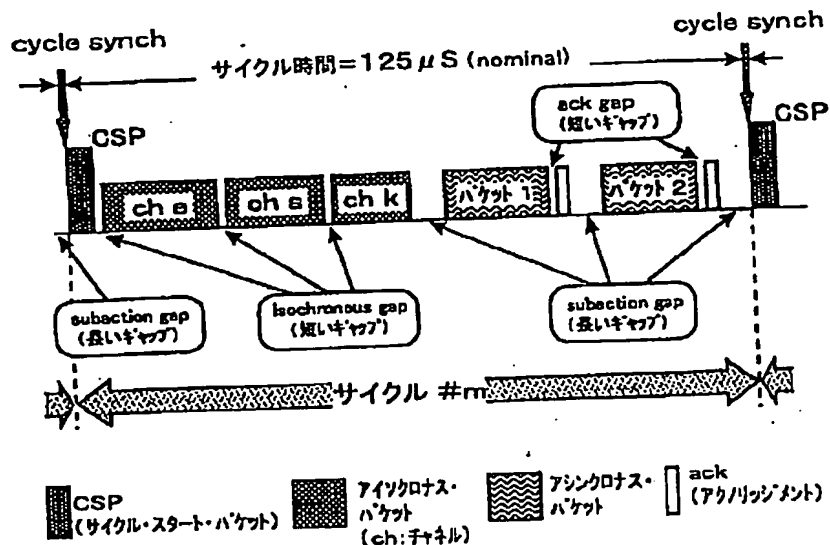 cycle synch
cycle synch
サイクル時間=125μS (nominal)
CSP
ack gap
(短いギャップ)
CSP
ch e
ch s
ch k
パケット 1
パケット 2
subaction gap
(長いギャップ)
isochronous gap
(短いギャップ)
subaction gap
(長いギャップ)
サイクル #m
CSP
(サイクル・スタート・パケット)
アイソクロナス・
パケット
(ch:チャネル)
アシンクロナス・
パケット
ack
(アクノリッジメント)